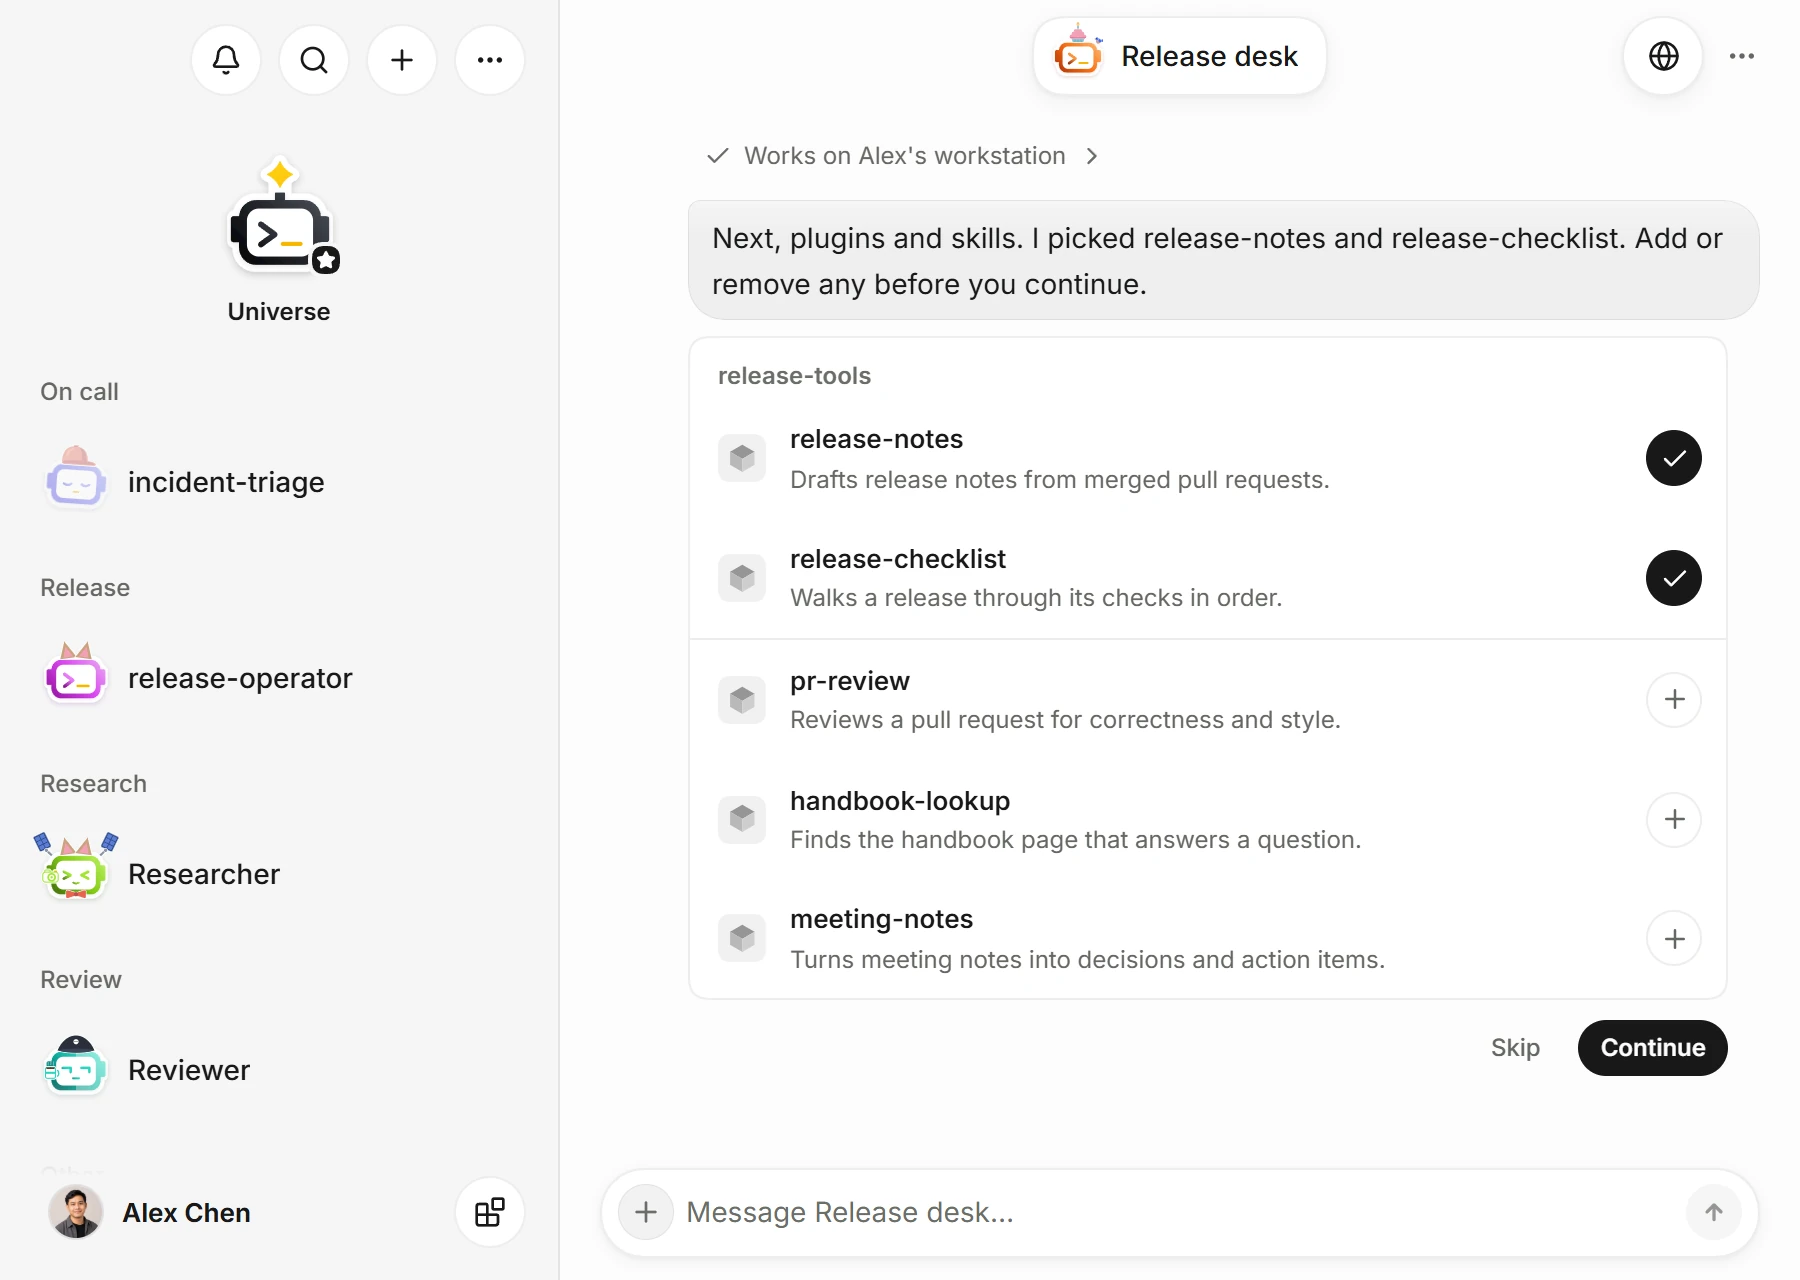 Universe
On call
incident-triage
Release
release-operator
Research
Researcher
Review
Reviewer
Alex Chen
Release desk
Works on Alex's workstation
Next, plugins and skills. I picked release-notes and release-checklist. Add or
remove any before you continue.
release-tools
release-notes
Drafts release notes from merged pull requests.
release-checklist
Walks a release through its checks in order.
pr-review
Reviews a pull request for correctness and style.
handbook-lookup
Finds the handbook page that answers a question.
meeting-notes
Turns meeting notes into decisions and action items.
Skip
Continue
Message Release desk...